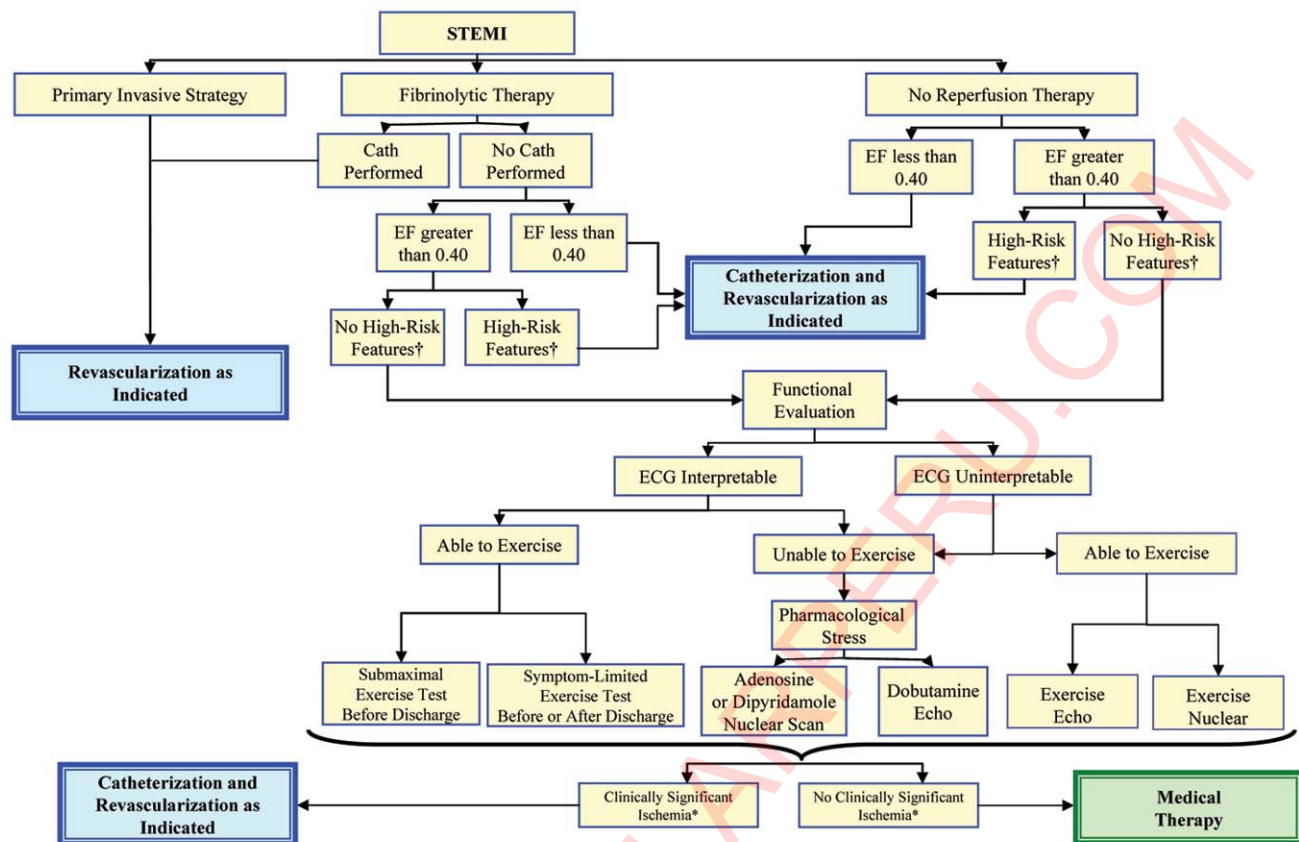 STEMI
Primary Invasive Strategy
Fibrinolytic Therapy
No Reperfusion Therapy
Cath
Performed
No Cath
Performed
EF less than
0.40
EF greater
than 0.40
EF greater
than 0.40
EF less than
0.40
High-Risk
Features†
No High-Risk
Features†
Catheterization and
Revascularization as
Indicated
No High-Risk
Features†
High-Risk
Features†
Revascularization as
Indicated
Functional
Evaluation
ECG Interpretable
ECG Uninterpretable
Able to Exercise
Unable to Exercise
Able to Exercise
Pharmacological
Stress
Submaximal
Exercise Test
Before Discharge
Symptom-Limited
Exercise Test
Before or After Discharge
Adenosine
or Dipyridamole
Nuclear Scan
Dobutamine
Echo
Exercise
Echo
Exercise
Nuclear
Catheterization and
Revascularization as
Indicated
Clinically Significant
Ischemia*
No Clinically Significant
Ischemia*
Medical
Therapy
ARPERU.COM